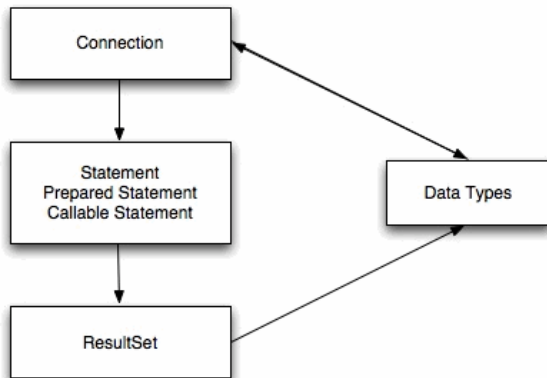 Connection
Statement
Prepared Statement
Callable Statement
Data Types
ResultSet